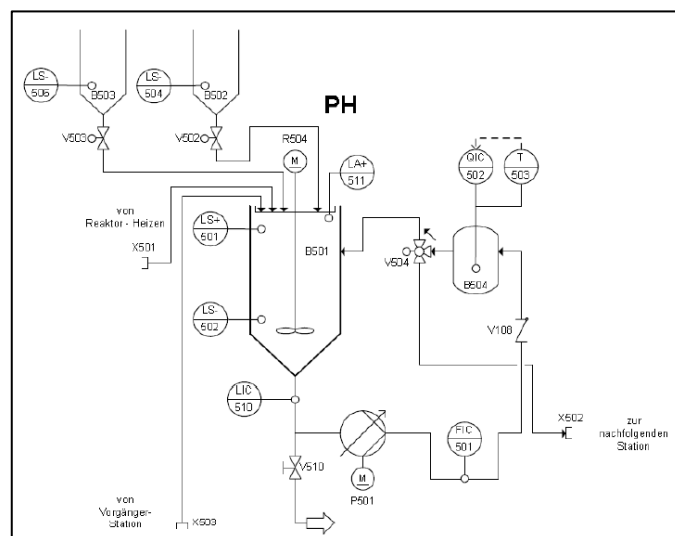 LS-
506
B503
LS-
504
B502
PH
V503
V502
R504
M
LA+
511
QIC
502
T
503
von
Reaktor - Heizen
X501
LS+
501
B501
V504
B504
LS-
502
V108
LIC
510
X502
zur
nachfolgenden
Station
FIC
501
V510
M
P501
von
Vorgänger-
Station
X503